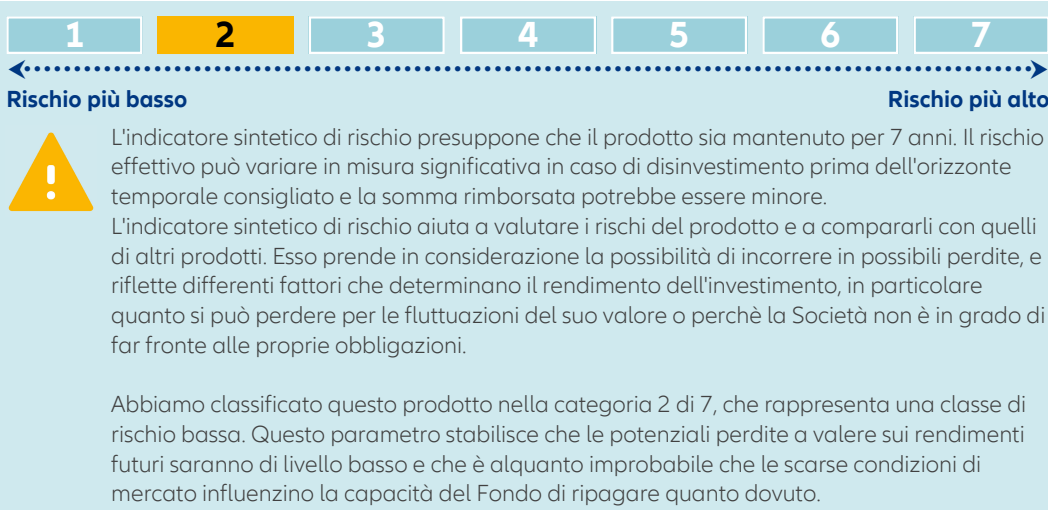 1 2 3 4 5 6 7
Rischio più basso Rischio più alto
L'indicatore sintetico di rischio presuppone che il prodotto sia mantenuto per 7 anni. Il rischio
effettivo può variare in misura significativa in caso di disinvestimento prima dell'orizzonte
temporale consigliato e la somma rimborsata potrebbe essere minore.
L'indicatore sintetico di rischio aiuta a valutare i rischi del prodotto e a compararli con quelli
di altri prodotti. Esso prende in considerazione la possibilità di incorrere in possibili perdite, e
riflette differenti fattori che determinano il rendimento dell'investimento, in particolare
quanto si può perdere per le fluttuazioni del suo valore o perchè la Società non è in grado di
far fronte alle proprie obbligazioni.
Abbiamo classificato questo prodotto nella categoria 2 di 7, che rappresenta una classe di
rischio bassa. Questo parametro stabilisce che le potenziali perdite a valere sui rendimenti
futuri saranno di livello basso e che è alquanto improbabile che le scarse condizioni di
mercato influenzino la capacità del Fondo di ripagare quanto dovuto.